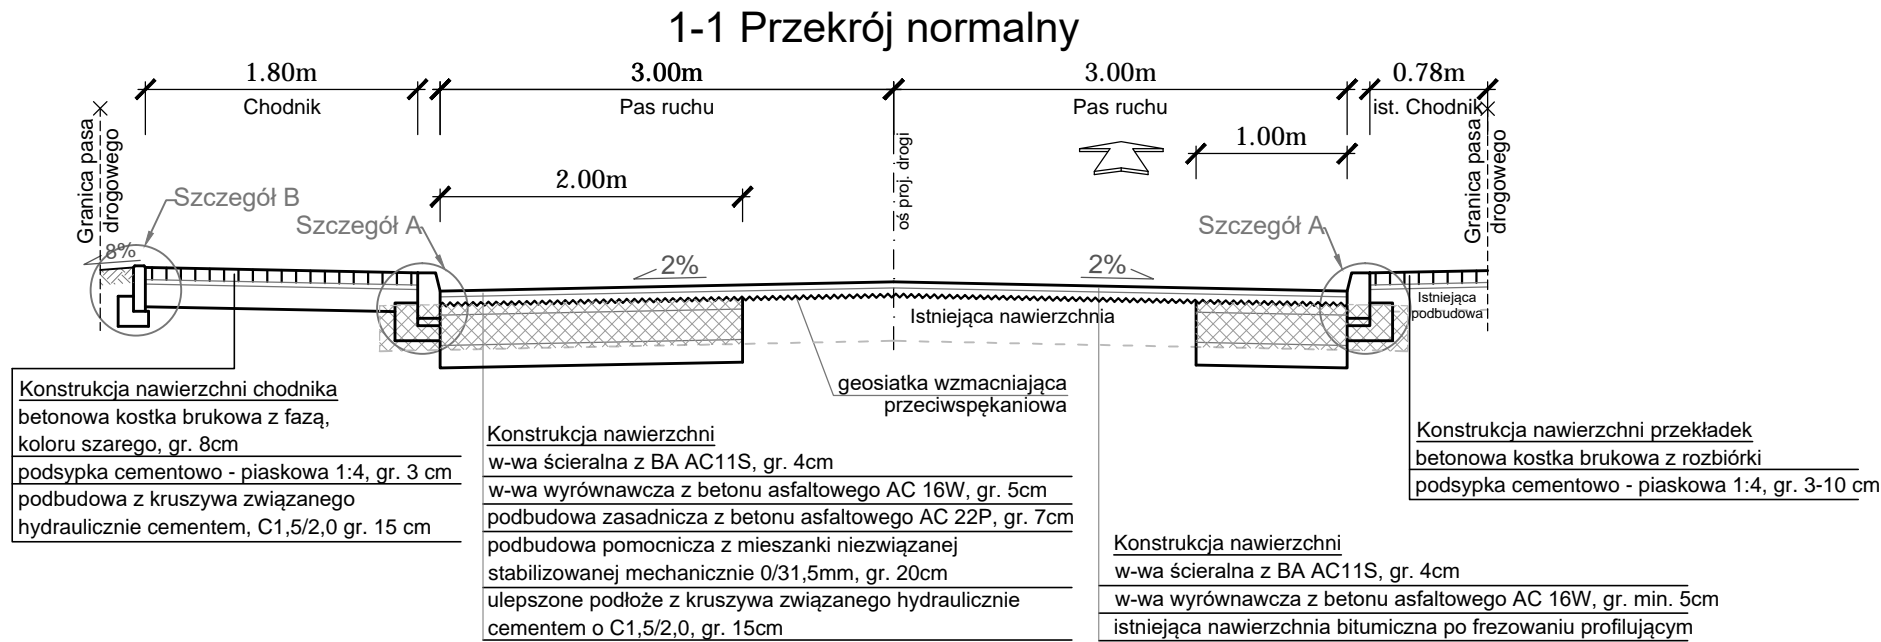 1-1 Przekrój normalny
1.80m
3.00m
3.00m
0.78m
Chodnik
Pas ruchu
Pas ruchu
ist. Chodnik
1.00m
2.00m
Granica pasa
drogowego
oś proj. drogi
Granica pasa
drogowego
Szczegół B
Szczegół A
Szczegół A
8%
2%
2%
Istniejąca nawierzchnia
Istniejąca
podbudowa
geosiatka wzmacniająca
przeciwspękaniowa
Konstrukcja nawierzchni chodnika
betonowa kostka brukowa z fazą,
koloru szarego, gr. 8cm
podsypka cementowo - piaskowa 1:4, gr. 3 cm
podbudowa z kruszywa związanego
hydraulicznie cementem, C1,5/2,0 gr. 15 cm
Konstrukcja nawierzchni
w-wa ścieralna z BA AC11S, gr. 4cm
w-wa wyrównawcza z betonu asfaltowego AC 16W, gr. 5cm
podbudowa zasadnicza z betonu asfaltowego AC 22P, gr. 7cm
podbudowa pomocnicza z mieszanki niezwiązanej
stabilizowanej mechanicznie 0/31,5mm, gr. 20cm
ulepszone podłoże z kruszywa związanego hydraulicznie
cementem o C1,5/2,0, gr. 15cm
Konstrukcja nawierzchni
w-wa ścieralna z BA AC11S, gr. 4cm
w-wa wyrównawcza z betonu asfaltowego AC 16W, gr. min. 5cm
istniejąca nawierzchnia bitumiczna po frezowaniu profilującym
Konstrukcja nawierzchni przekładek
betonowa kostka brukowa z rozbiórki
podsypka cementowo - piaskowa 1:4, gr. 3-10 cm